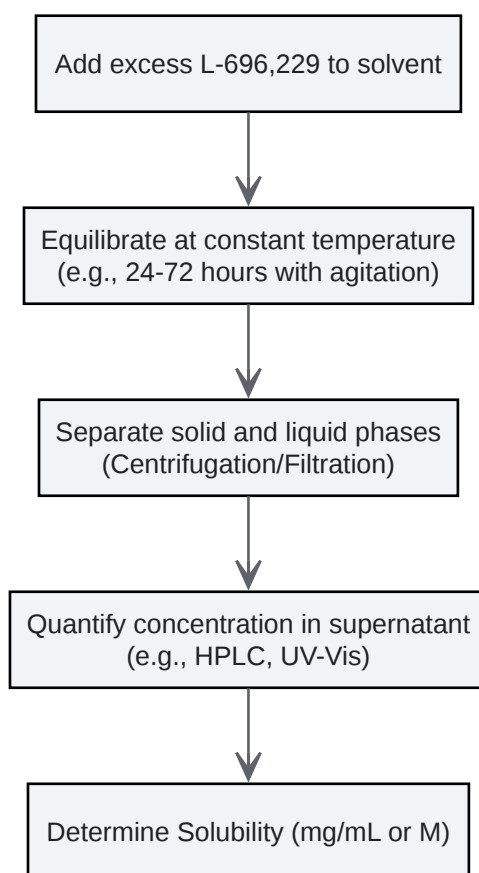 Add excess L-696,229 to solvent
Equilibrate at constant temperature
(e.g., 24-72 hours with agitation)
Separate solid and liquid phases
(Centrifugation/Filtration)
Quantify concentration in supernatant
(e.g., HPLC, UV-Vis)
Determine Solubility (mg/mL or M)